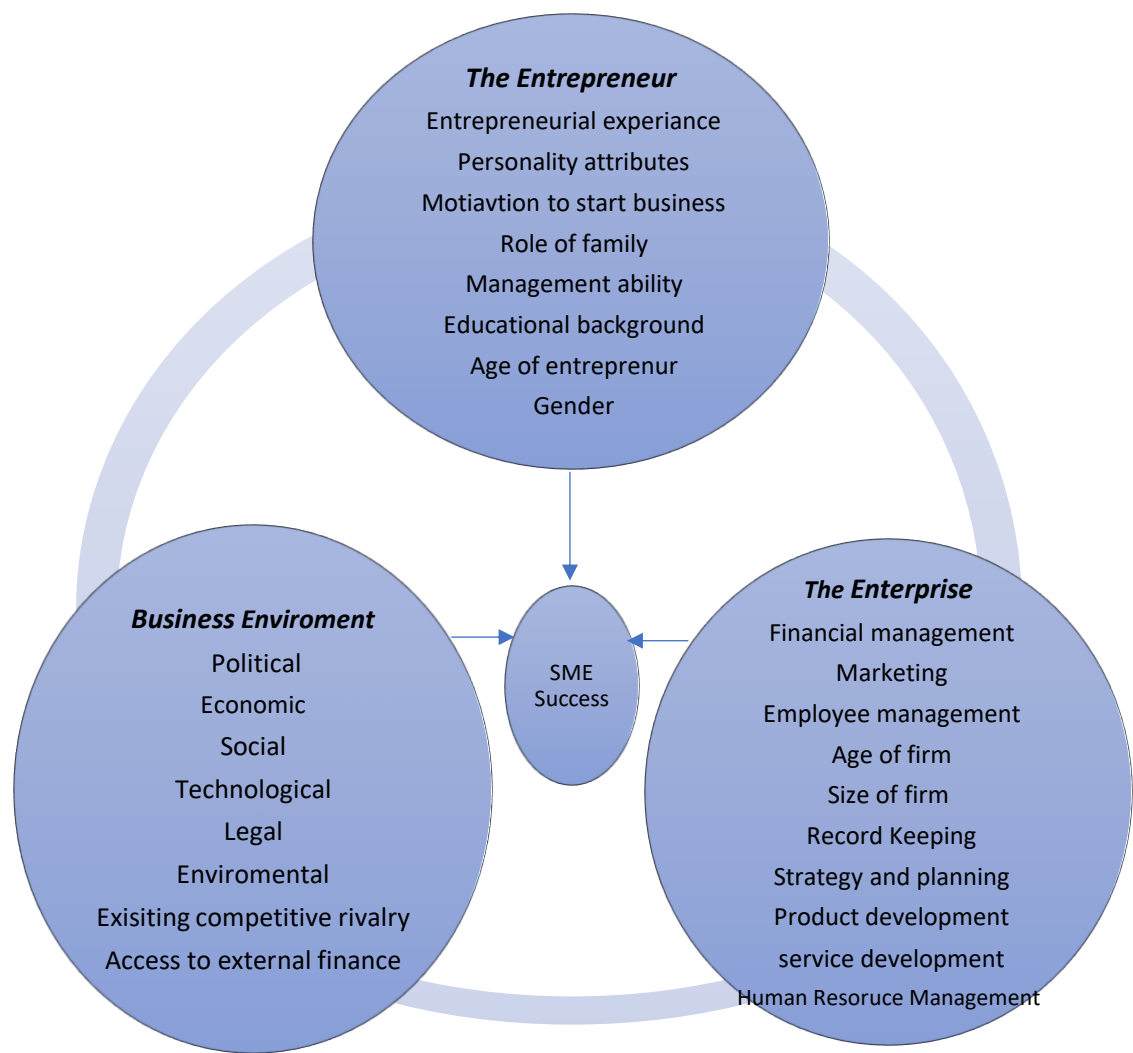 The Entrepreneur
Entrepreneurial experiance
Personality attributes
Motiavtion to start business
Role of family
Management ability
Educational background
Age of entreprenur
Gender
Business Enviroment
Political
Economic
Social
Technological
Legal
Enviromental
Exisiting competitive rivalry
Access to external finance
SME
Success
The Enterprise
Financial management
Marketing
Employee management
Age of firm
Size of firm
Record Keeping
Strategy and planning
Product development
service development
Human Resoruce Management